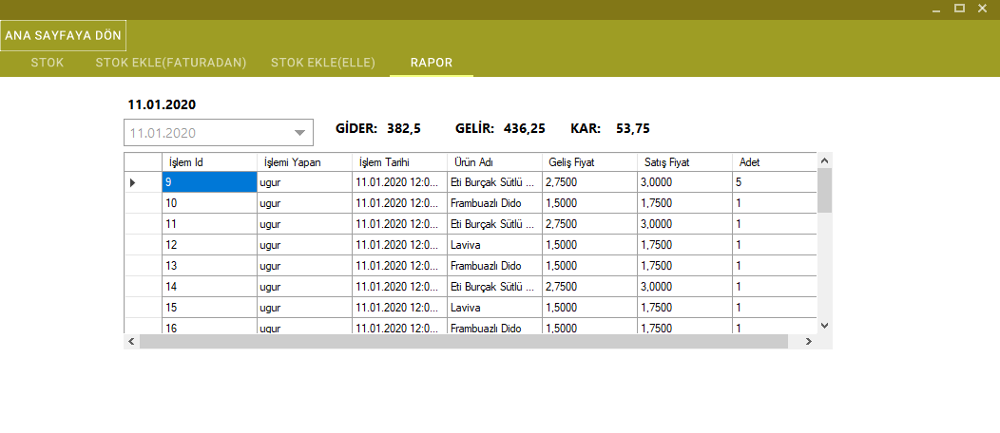 ANA SAYFAYA DÖN
STOK STOK EKLE(FATURADAN) STOK EKLE(ELLE) RAPOR
11.01.2020
11.01.2020 GİDER: 382,5 GELİR: 436,25 KAR: 53,75
İşlem Id İşlemi Yapan İşlem Tarihi Ürün Adı Geliş Fiyat Satış Fiyat Adet
9 ugur 11.01.2020 12:0... Eti Burçak Sütlü ... 2,7500 3,0000 5
10 ugur 11.01.2020 12:0... Frambuazlı Dido 1,5000 1,7500 1
11 ugur 11.01.2020 12:0... Eti Burçak Sütlü ... 2,7500 3,0000 1
12 ugur 11.01.2020 12:0... Laviva 1,5000 1,7500 1
13 ugur 11.01.2020 12:0... Frambuazlı Dido 1,5000 1,7500 1
14 ugur 11.01.2020 12:0... Eti Burçak Sütlü ... 2,7500 3,0000 1
15 ugur 11.01.2020 12:0... Laviva 1,5000 1,7500 1
16 ugur 11.01.2020 12:0... Frambuazlı Dido 1,5000 1,7500 1